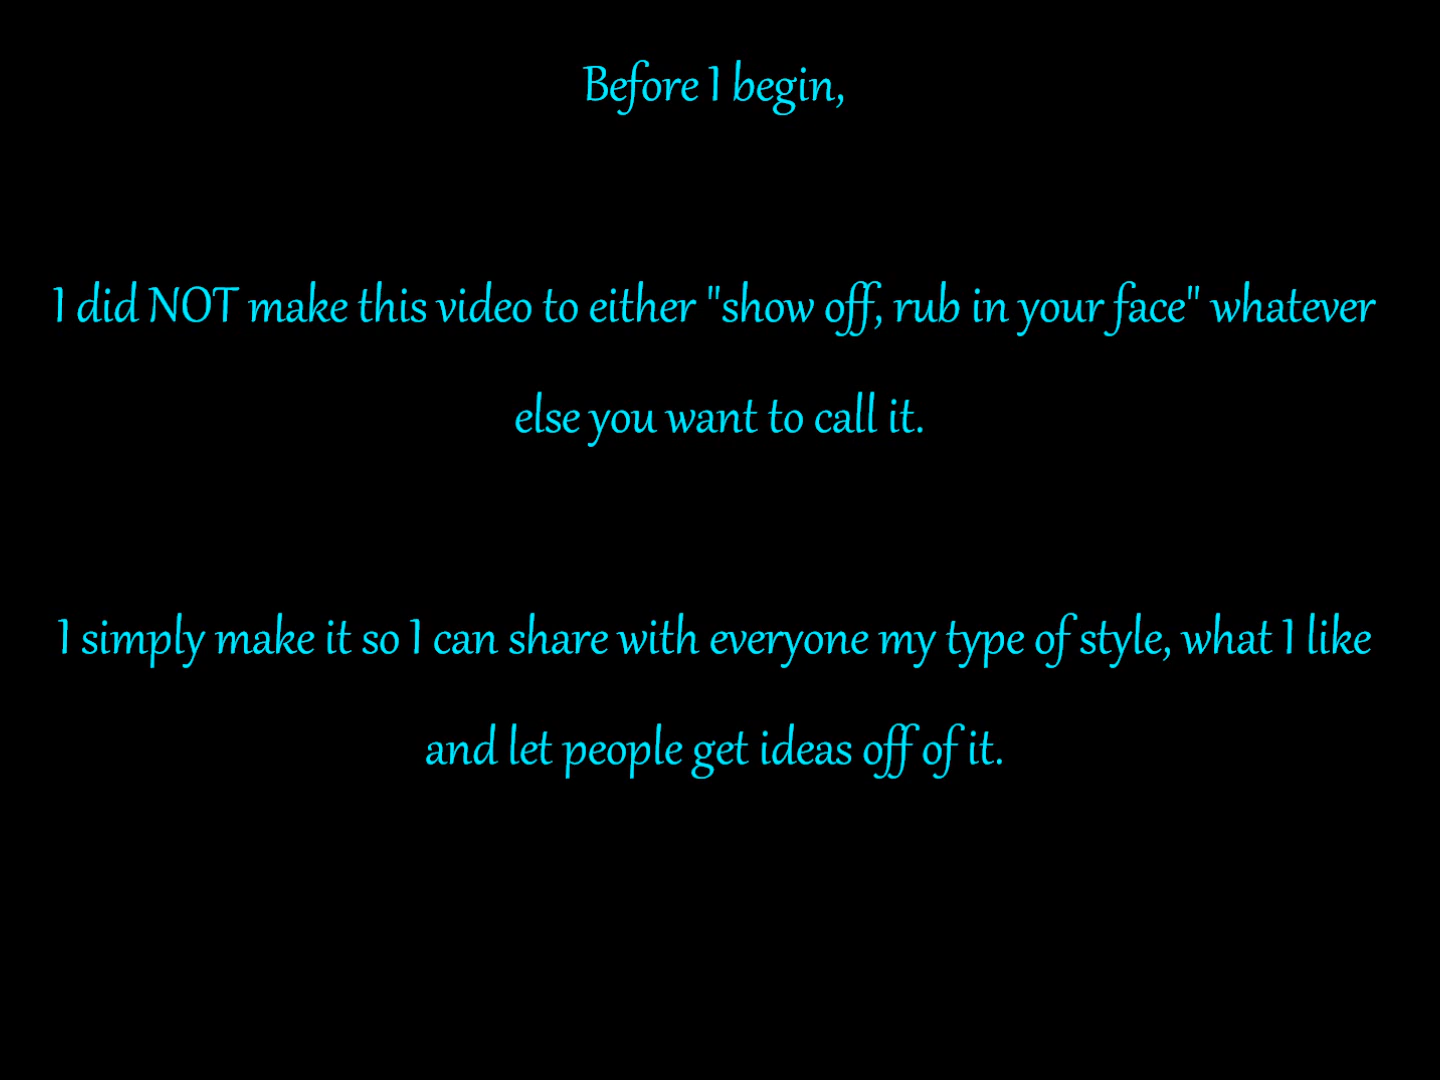 Before I begin,
I did NOT make this video to either "show off, rub in your face" whatever
else you want to call it.
I simply make it so I can share with everyone my type of style, what I like
and let people get ideas off of it.